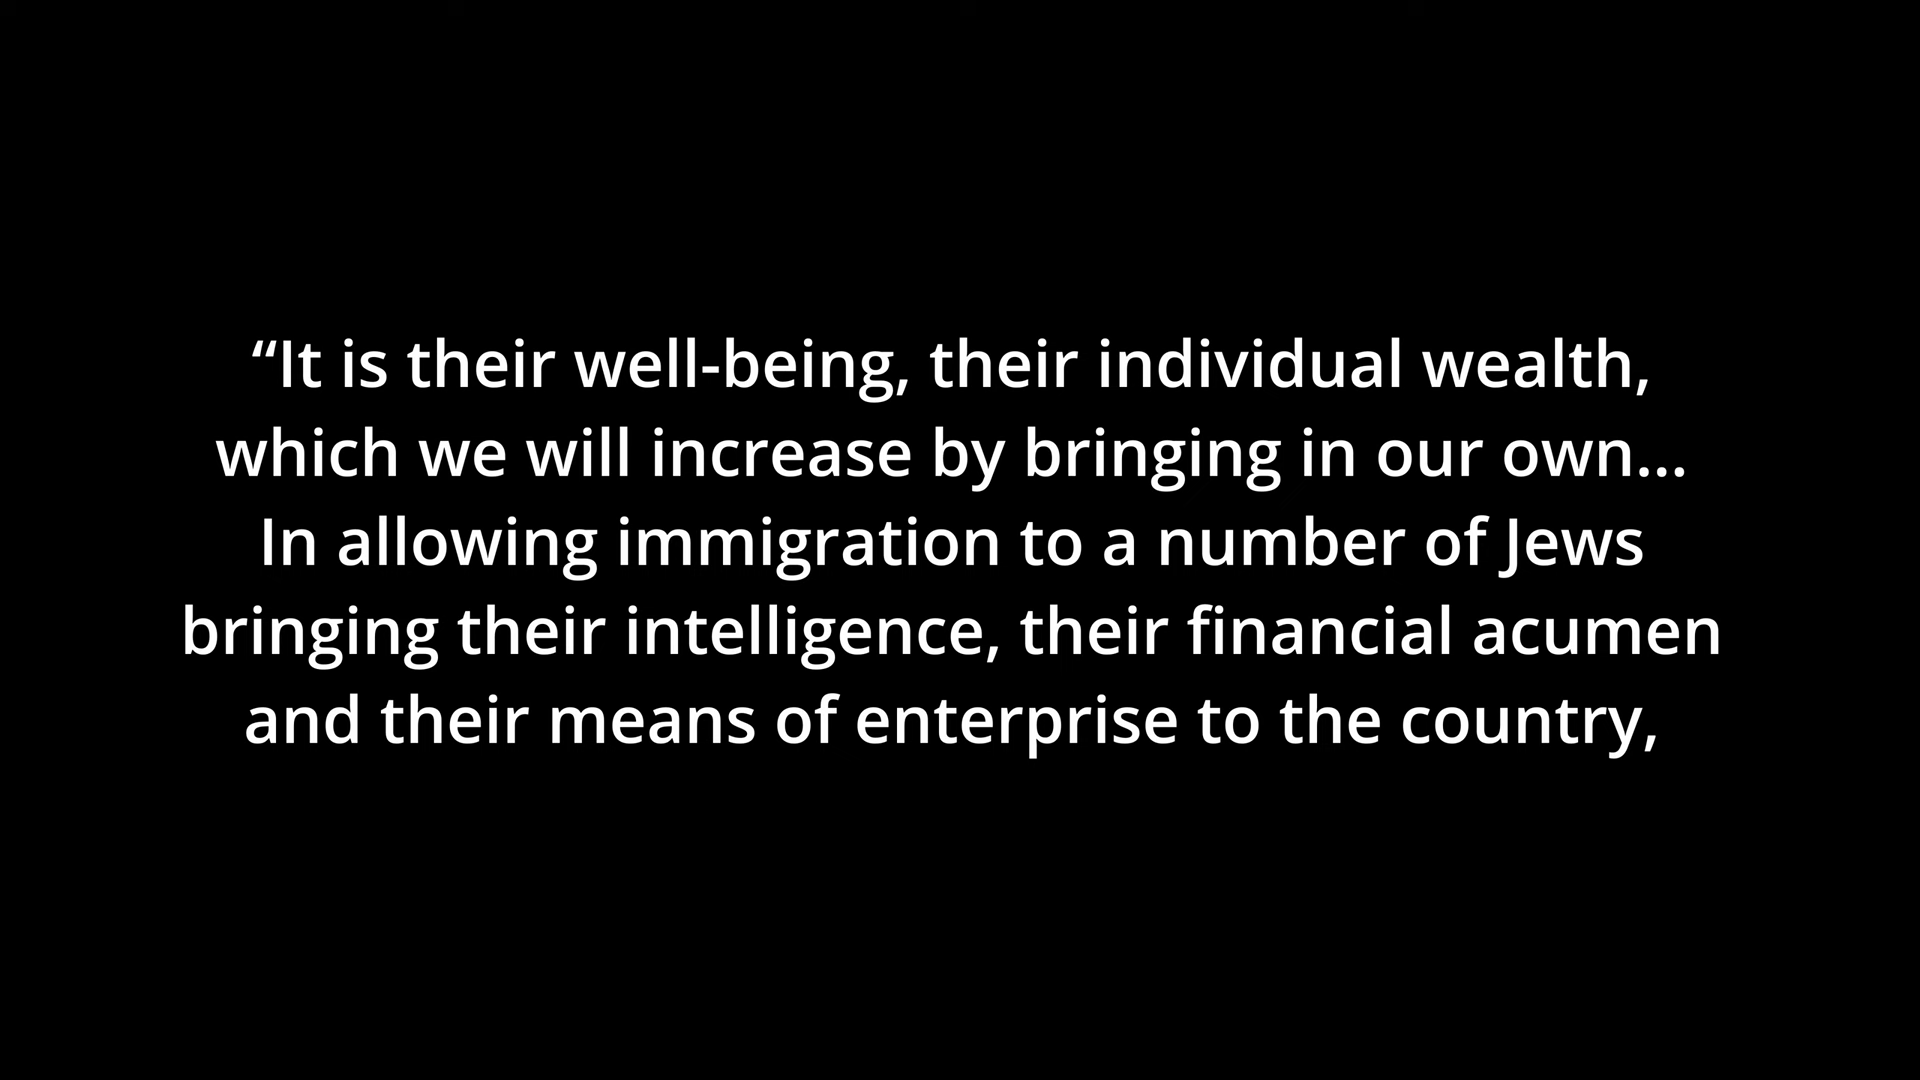 “It is their well-being, their individual wealth,
which we will increase by bringing in our own...
In allowing immigration to a number of Jews
bringing their intelligence, their financial acumen
and their means of enterprise to the country,